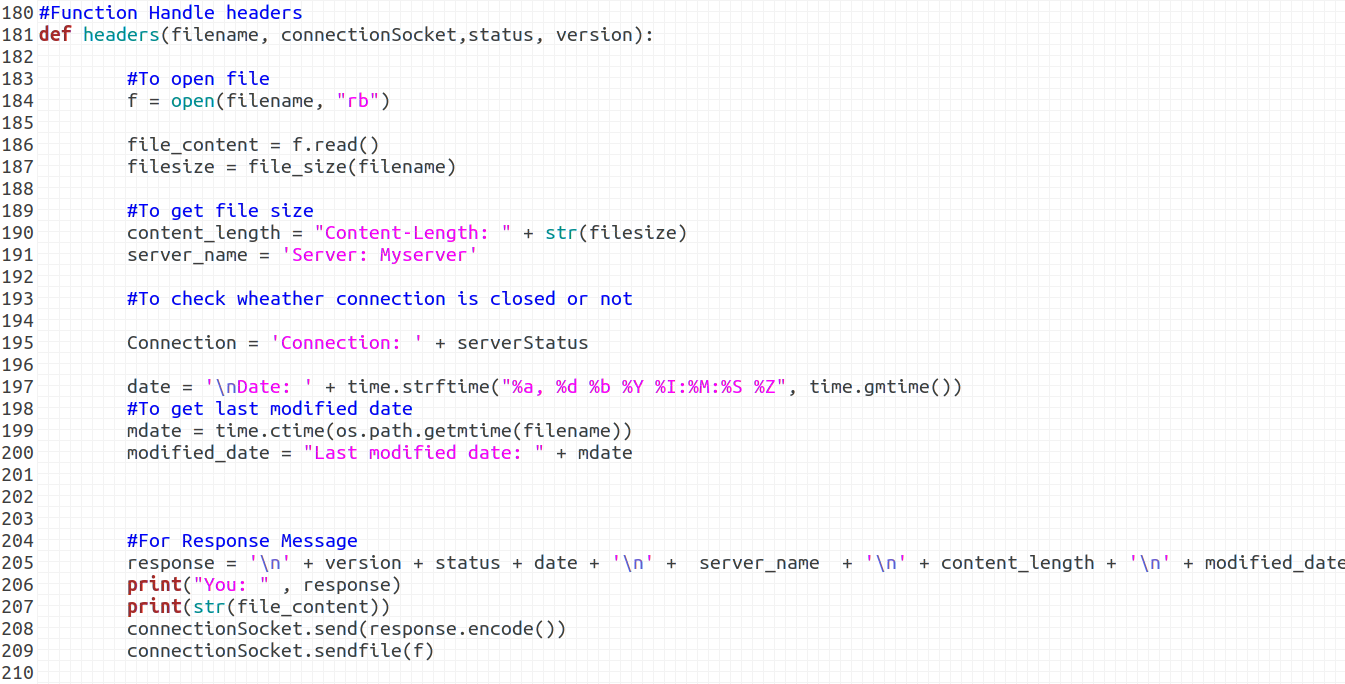 180 #Function Handle headers
181 def headers(filename, connectionSocket,status, version):
182
183         #To open file
184         f = open(filename, "rb")
185
186         file_content = f.read()
187         filesize = file_size(filename)
188
189         #To get file size
190         content_length = "Content-Length: " + str(filesize)
191         server_name = 'Server: Myserver'
192
193         #To check wheather connection is closed or not
194
195         Connection = 'Connection: ' + serverStatus
196
197         date = '\nDate: ' + time.strftime("%a, %d %b %Y %I:%M:%S %Z", time.gmtime())
198         #To get last modified date
199         mdate = time.ctime(os.path.getmtime(filename))
200         modified_date = "Last modified date: " + mdate
201
202
203
204         #For Response Message
205         response = '\n' + version + status + date + '\n' +  server_name  + '\n' + content_length + '\n' + modified_date
206         print("You: " , response)
207         print(str(file_content))
208         connectionSocket.send(response.encode())
209         connectionSocket.sendfile(f)
210